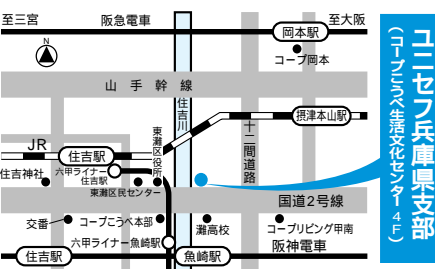 至三宮
阪急電車
至大阪
岡本駅
コープ岡本
N
山手幹線
住吉川
摂津本山駅
JR
住吉駅
東灘区役所
十二間道路
住吉神社
六甲ライナー
住吉駅
東灘区民センター
国道2号線
交番
コープこうべ本部
灘高校
コープリビング甲南
六甲ライナー魚崎駅
阪神電車
住吉駅
魚崎駅
ユニセフ兵庫県支部
（コープこうべ生活文化センター4F）